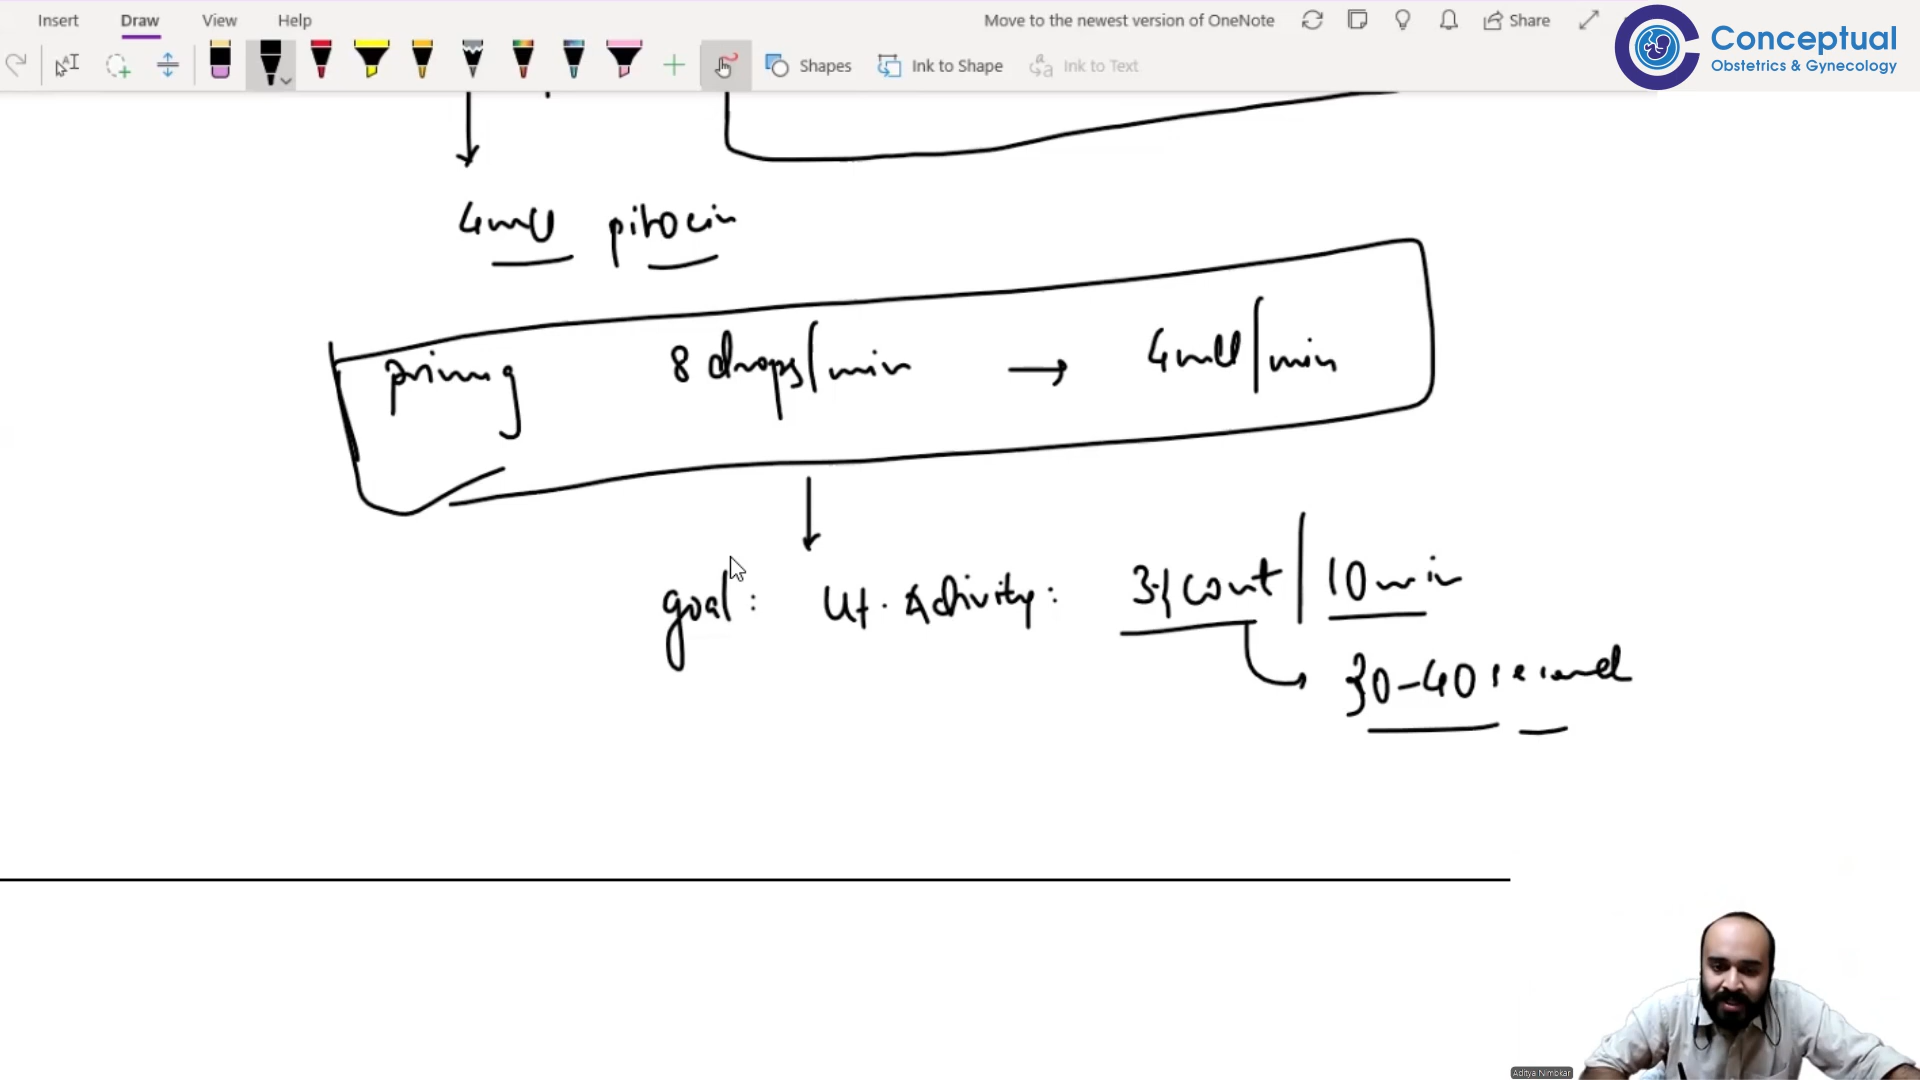 Insert Draw View Help Move to the newest version of OneNote Share
Conceptual
Obstetrics & Gynecology
Shapes Ink to Shape Ink to Text
4mU pitocin
priming 8 drops/min → 4mU/min
goal: Ut. Activity: 3 cont / 10 min
30-40 second
Aditya Nimbkar